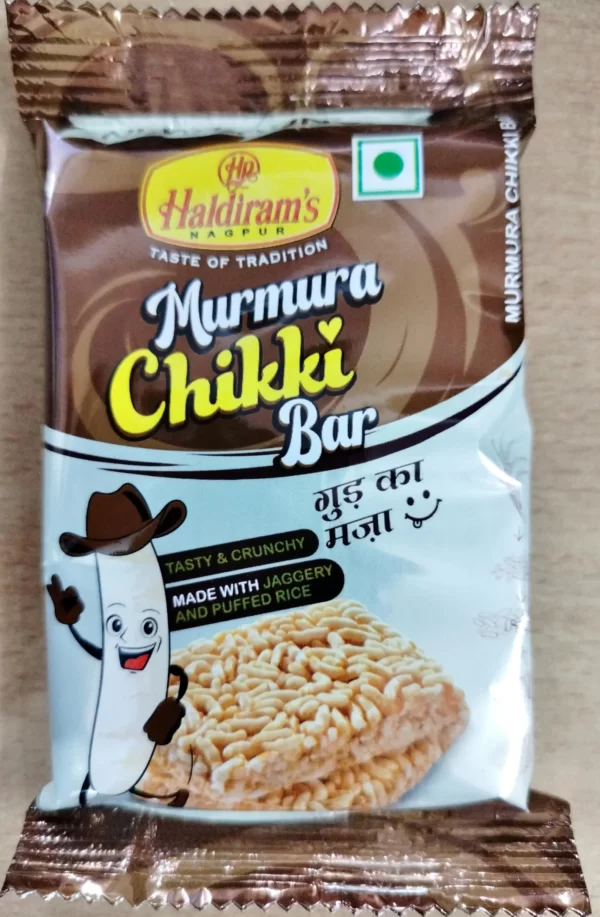 HR
Haldiram's
NAGPUR
TASTE OF TRADITION
Murmura
Chikki
Bar
गुड़ का
मज़ा
TASTY & CRUNCHY
MADE WITH JAGGERY
AND PUFFED RICE
MURMURA CHIKKI